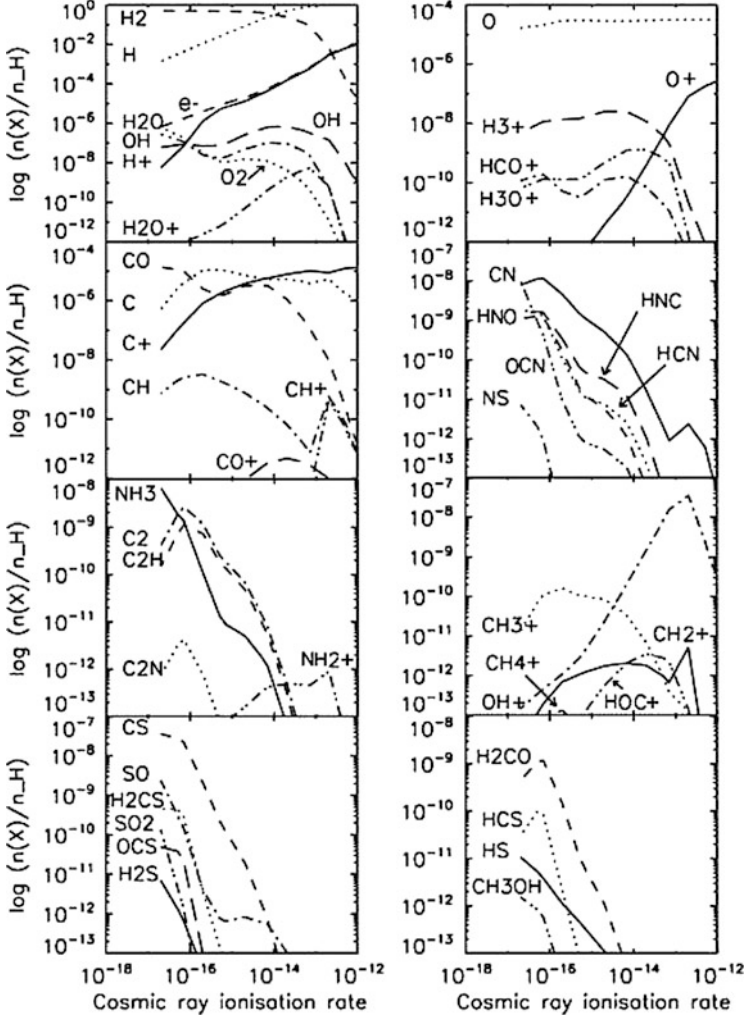 log (n(X)/n_H)
10^0
10^-2
10^-4
10^-6
10^-8
10^-10
10^-12
H2
H
e-
H2O
OH
OH
H+
O2
H2O+
10^-4
10^-6
10^-8
10^-10
10^-12
O
O+
H3+
HCO+
H3O+
log (n(X)/n_H)
10^-4
10^-6
10^-8
10^-10
10^-12
CO
C
C+
CH
CH+
CO+
10^-7
10^-8
10^-9
10^-10
10^-11
10^-12
10^-13
CN
HNC
HNO
HCN
OCN
NS
log (n(X)/n_H)
10^-8
10^-9
10^-10
10^-11
10^-12
10^-13
NH3
C2
C2H
C2N
NH2+
10^-7
10^-8
10^-9
10^-10
10^-11
10^-12
10^-13
CH3+
CH2+
CH4+
OH+
HOC+
log (n(X)/n_H)
10^-7
10^-8
10^-9
10^-10
10^-11
10^-12
10^-13
CS
SO
H2CS
SO2
OCS
H2S
10^-18
10^-16
10^-14
10^-12
Cosmic ray ionisation rate
10^-7
10^-8
10^-9
10^-10
10^-11
10^-12
10^-13
H2CO
HCS
HS
CH3OH
10^-18
10^-16
10^-14
10^-12
Cosmic ray ionisation rate